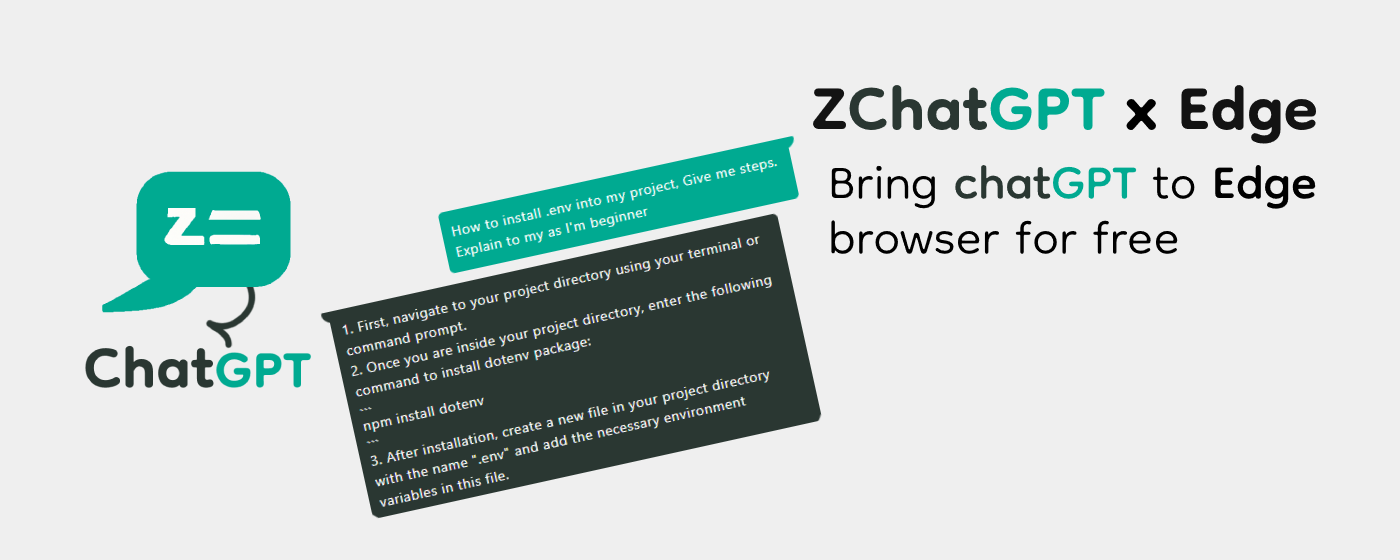 z=
ChatGPT
How to install .env into my project, Give me steps.
Explain to my as I'm beginner
1. First, navigate to your project directory using your terminal or
command prompt.
2. Once you are inside your project directory, enter the following
command to install dotenv package:
```
npm install dotenv
```
3. After installation, create a new file in your project directory
with the name ".env" and add the necessary environment
variables in this file.
ZChatGPT x Edge
Bring chatGPT to Edge
browser for free